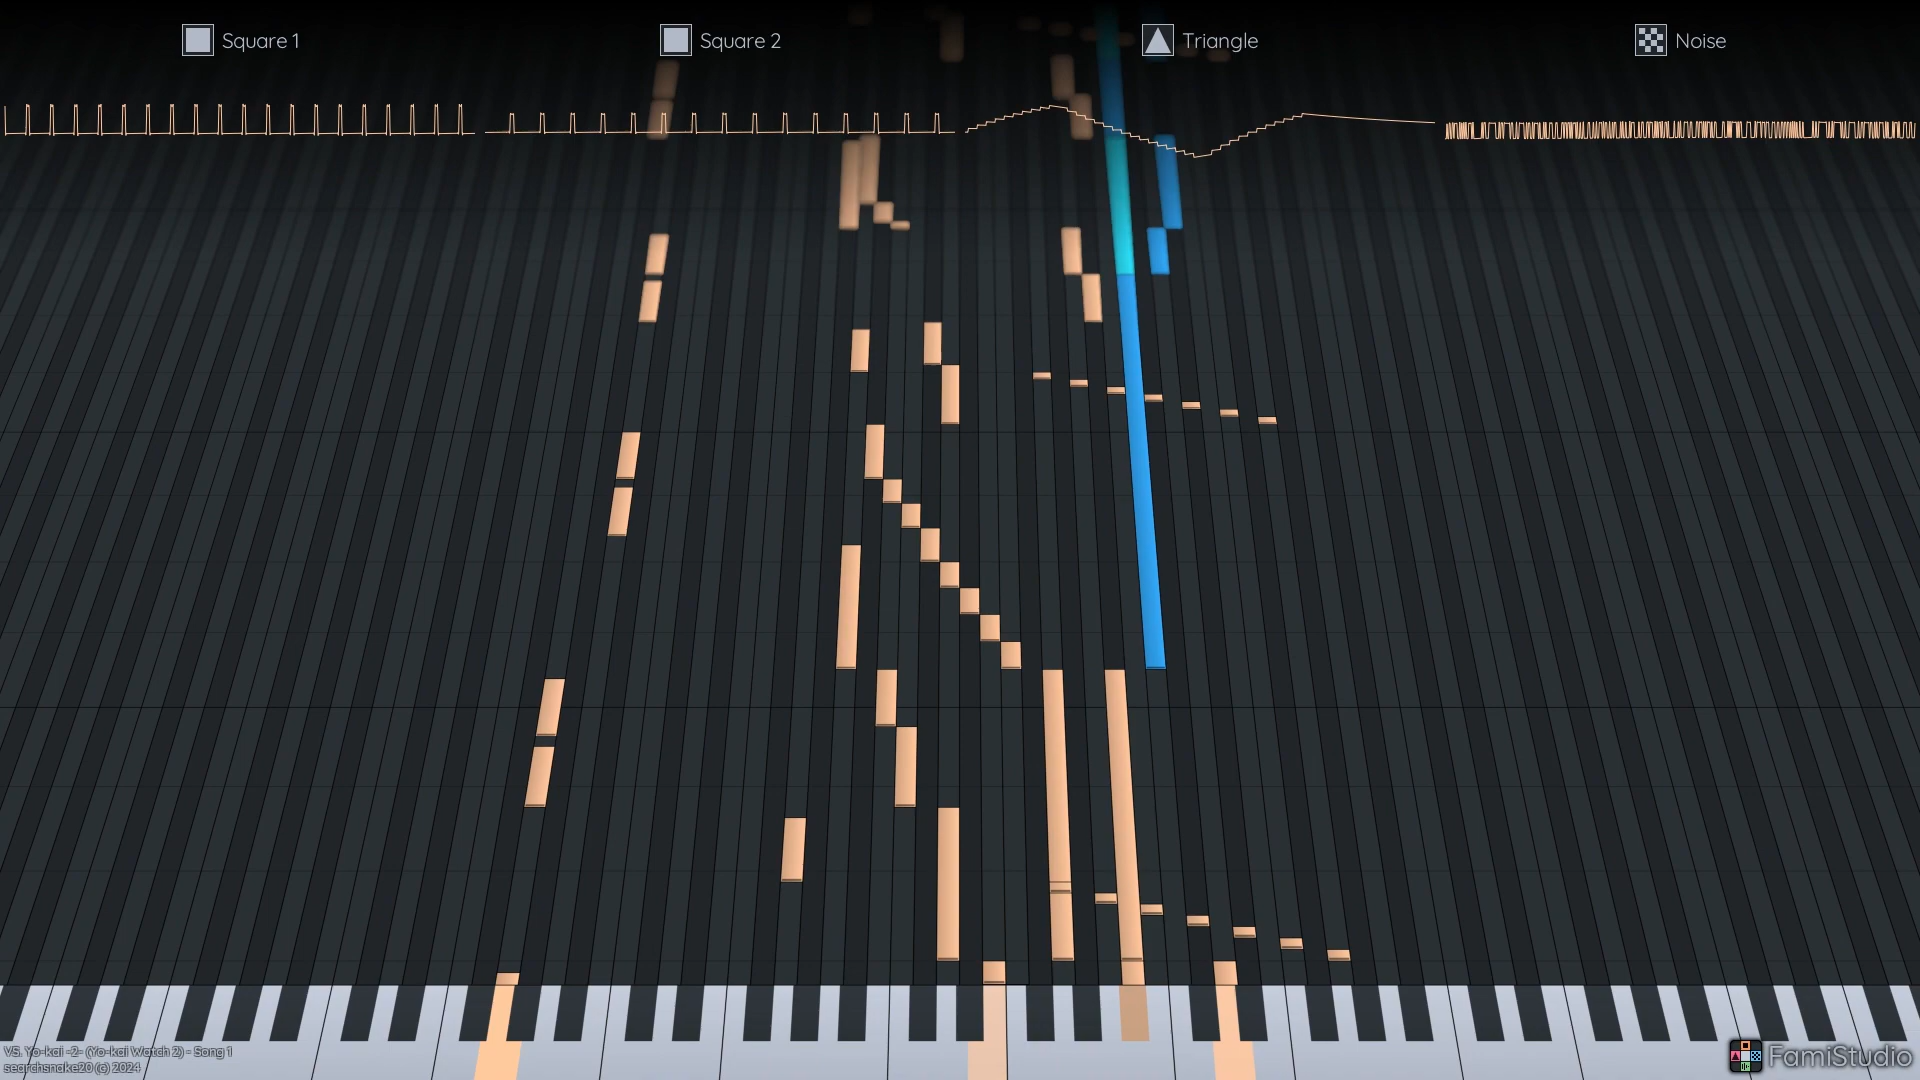 Square 1
Square 2
Triangle
Noise
VS. Yo-kai -2- (Yo-kai Watch 2) - Song 1
searchsnake20 (c) 2024
FamiStudio